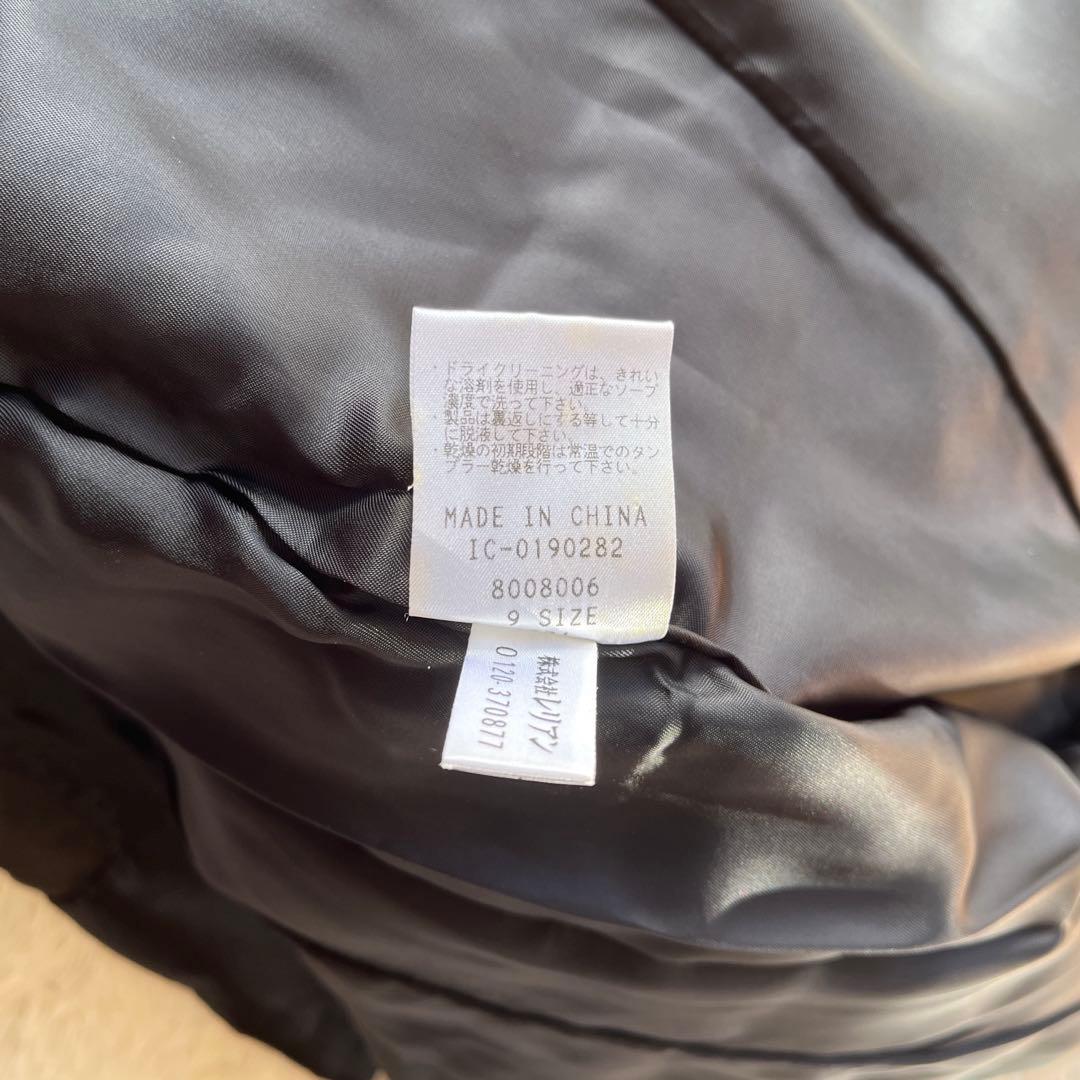 ・ドライクリーニングは、きれい
な溶剤を使用し、適正なソープ
濃度で洗って下さい。
・製品は裏返しにする等して十分
に脱液して下さい。
・乾燥の初期段階は常温でのタン
ブラー乾燥を行って下さい。
MADE IN CHINA
IC-0190282
8008006
9 SIZE
株式会社レリアン
0120-370877